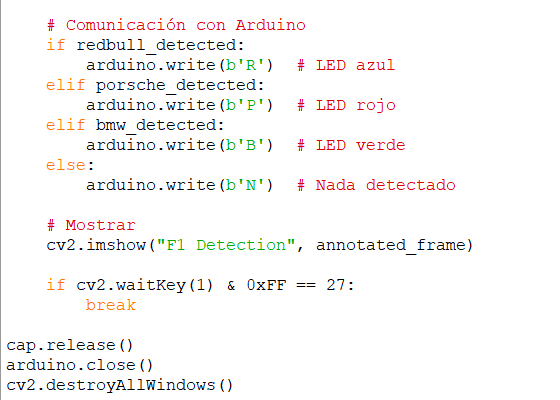 # Comunicación con Arduino
if redbull_detected:
arduino.write(b'R')  # LED azul
elif porsche_detected:
arduino.write(b'P')  # LED rojo
elif bmw_detected:
arduino.write(b'B')  # LED verde
else:
arduino.write(b'N')  # Nada detectado
# Mostrar
cv2.imshow("F1 Detection", annotated_frame)
if cv2.waitKey(1) & 0xFF == 27:
break
cap.release()
arduino.close()
cv2.destroyAllWindows()